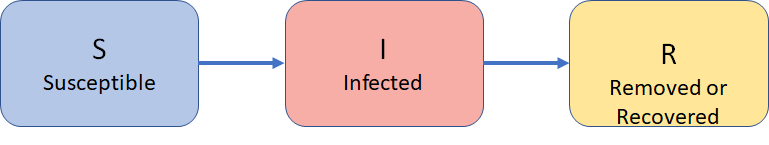 S
Susceptible
I
Infected
R
Removed or
Recovered